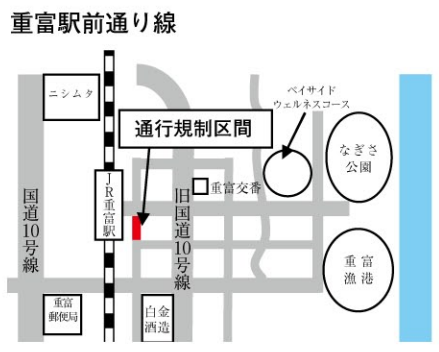 重富駅前通り線
ニシムタ
ベイサイド
ウェルネスコース
通行規制区間
なぎさ
公園
JR重富駅
重富交番
国道10号線
旧国道10号線
重富
漁港
重富
郵便局
白金
酒造